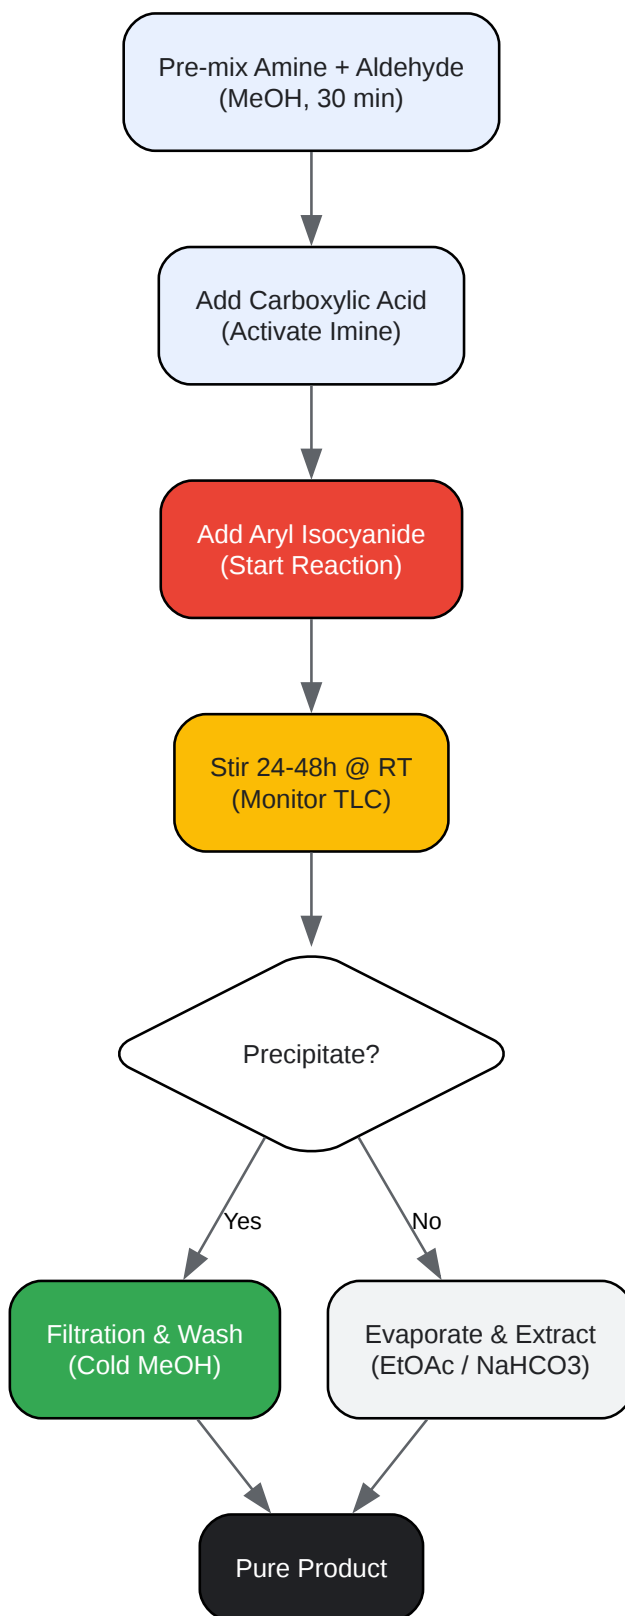 Pre-mix Amine + Aldehyde
(MeOH, 30 min)
Add Carboxylic Acid
(Activate Imine)
Add Aryl Isocyanide
(Start Reaction)
Stir 24-48h @ RT
(Monitor TLC)
Precipitate?
Yes
No
Filtration & Wash
(Cold MeOH)
Evaporate & Extract
(EtOAc / NaHCO3)
Pure Product